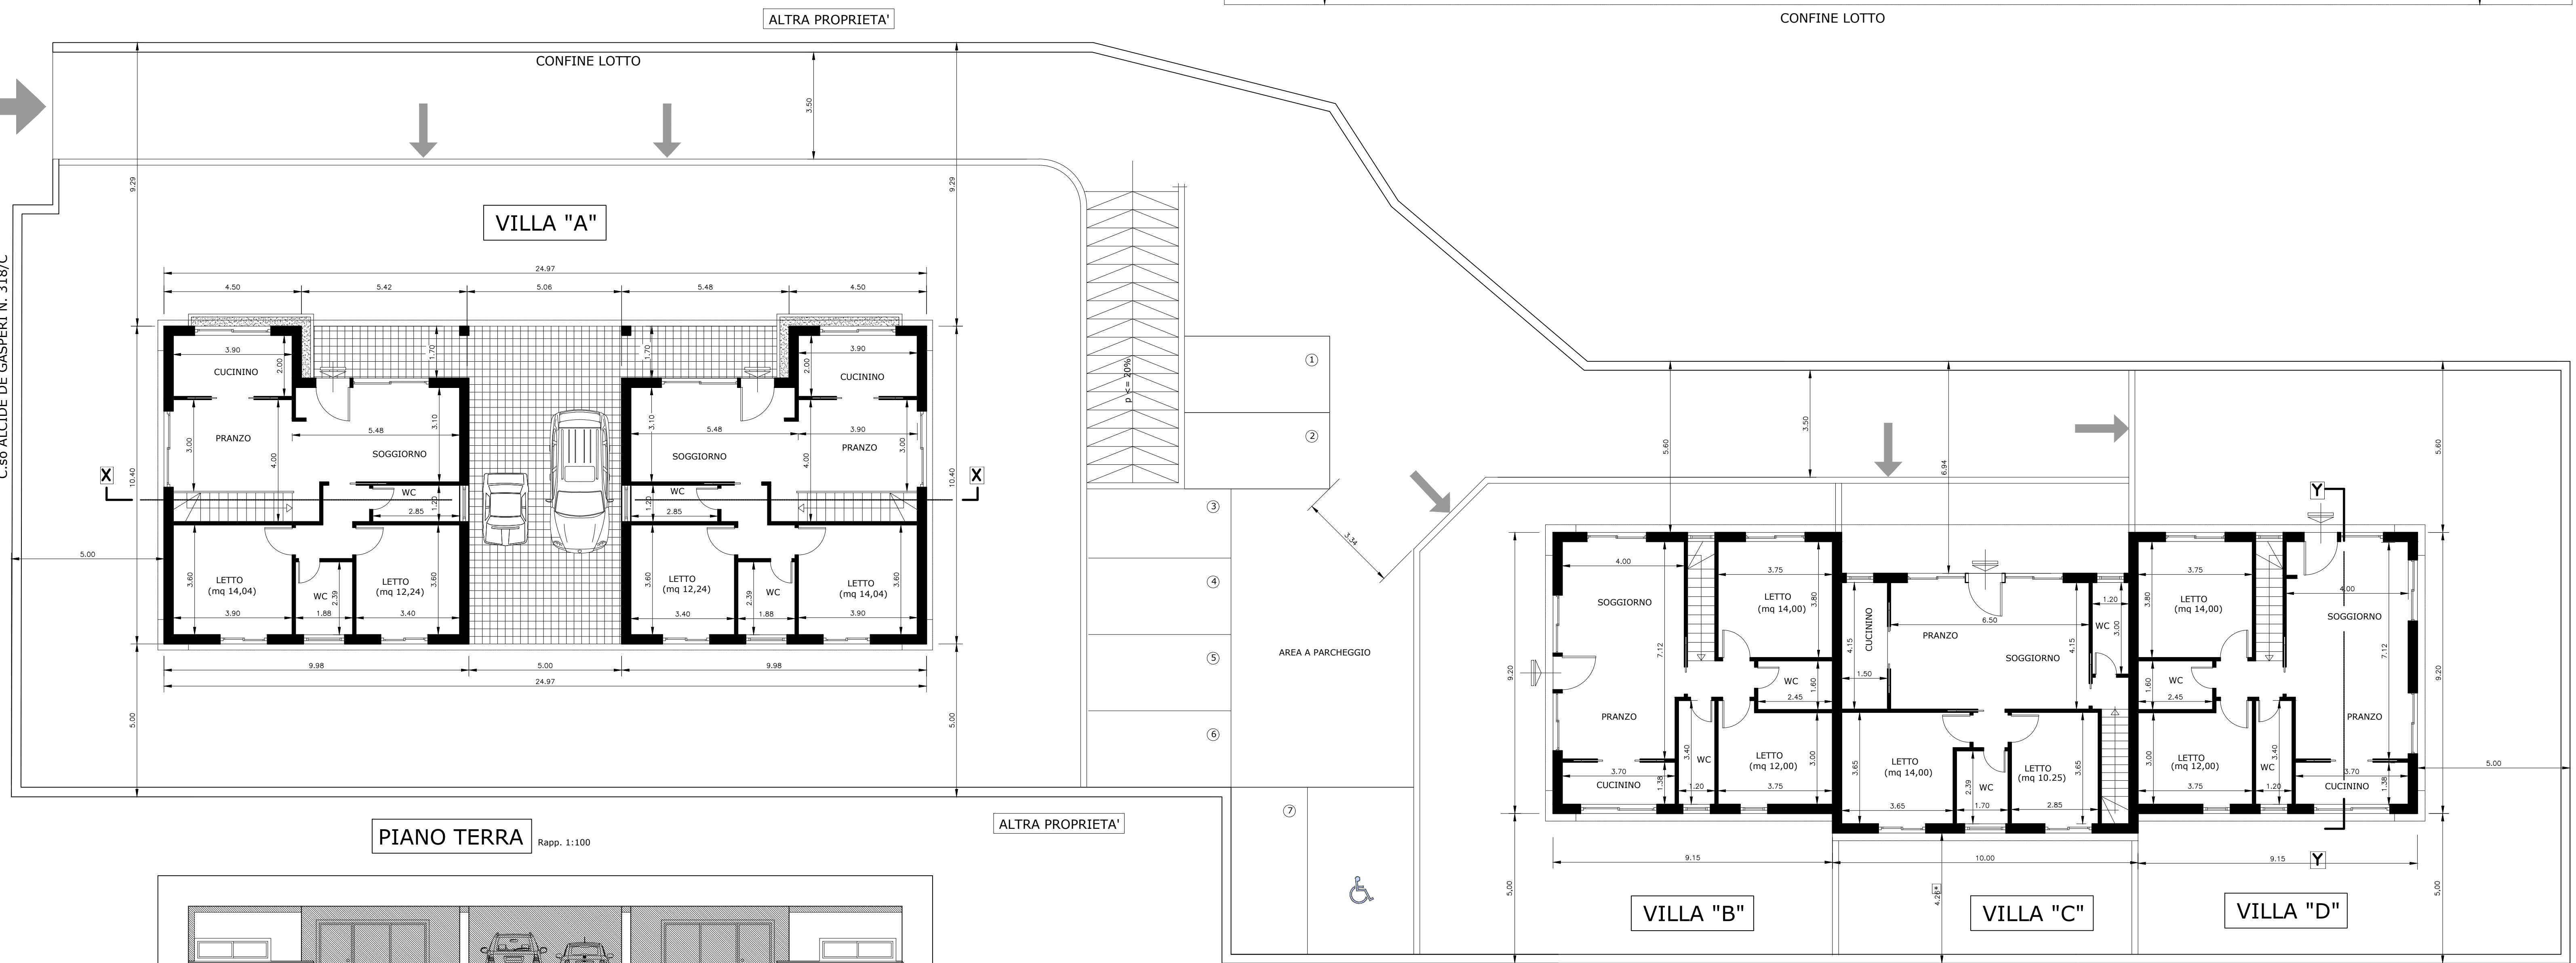 ALTRA PROPRIETA'
CONFINE LOTTO
CONFINE LOTTO
3.50
9.29
9.29
VILLA "A"
24.97
4.50
5.42
5.06
5.48
4.50
3.90
2.00
CUCININO
1.70
1.70
3.90
2.00
CUCININO
PRANZO
3.00
4.00
5.48
3.10
SOGGIORNO
3.10
5.48
SOGGIORNO
3.90
PRANZO
4.00
3.00
X
X
10.40
10.40
WC
1.20
2.85
WC
1.20
2.85
5.00
3.60
LETTO
(mq 14,04)
3.90
WC
2.39
1.88
LETTO
(mq 12,24)
3.60
3.40
3.60
LETTO
(mq 12,24)
3.40
2.39
WC
1.88
LETTO
(mq 14,04)
3.60
3.90
9.98
5.00
9.98
24.97
5.00
5.00
p <= 20%
1
2
3
4
5
6
7
3.34
AREA A PARCHEGGIO
5.60
3.50
6.94
5.60
Y
4.00
SOGGIORNO
7.12
PRANZO
3.70
CUCININO
1.38
3.75
LETTO
(mq 14,00)
3.80
WC
1.60
2.45
3.40
WC
1.20
LETTO
(mq 12,00)
3.00
3.75
9.20
CUCININO
4.15
1.50
6.50
PRANZO
SOGGIORNO
4.15
1.20
WC
3.00
3.65
LETTO
(mq 14,00)
3.65
2.39
WC
1.70
LETTO
(mq 10.25)
3.65
2.85
3.75
3.80
LETTO
(mq 14,00)
WC
1.60
2.45
LETTO
(mq 12,00)
3.00
3.75
3.40
WC
1.20
4.00
SOGGIORNO
7.12
PRANZO
3.70
CUCININO
1.38
9.20
5.00
9.15
10.00
9.15
Y
5.00
4.26*
5.00
VILLA "B"
VILLA "C"
VILLA "D"
PIANO TERRA
Rapp. 1:100
ALTRA PROPRIETA'
C.so ALCIDE DE GASPERI N. 318/C